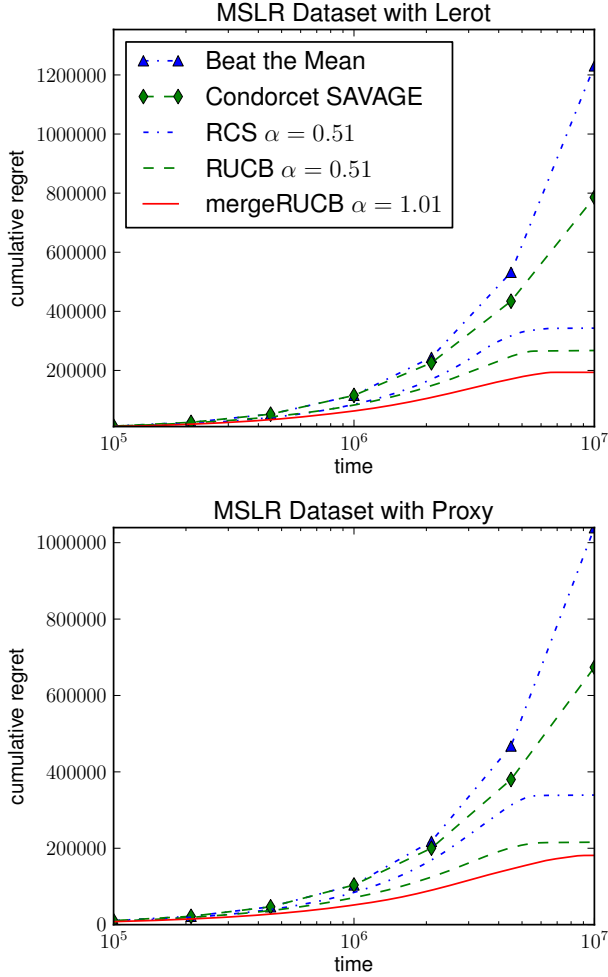 MSLR Dataset with Lerot
1200000
1000000
800000
600000
400000
200000
cumulative regret
Beat the Mean
Condorcet SAVAGE
RCS α = 0.51
RUCB α = 0.51
mergeRUCB α = 1.01
10^5
10^6
10^7
time
MSLR Dataset with Proxy
1000000
800000
600000
400000
200000
0
cumulative regret
10^5
10^6
10^7
time